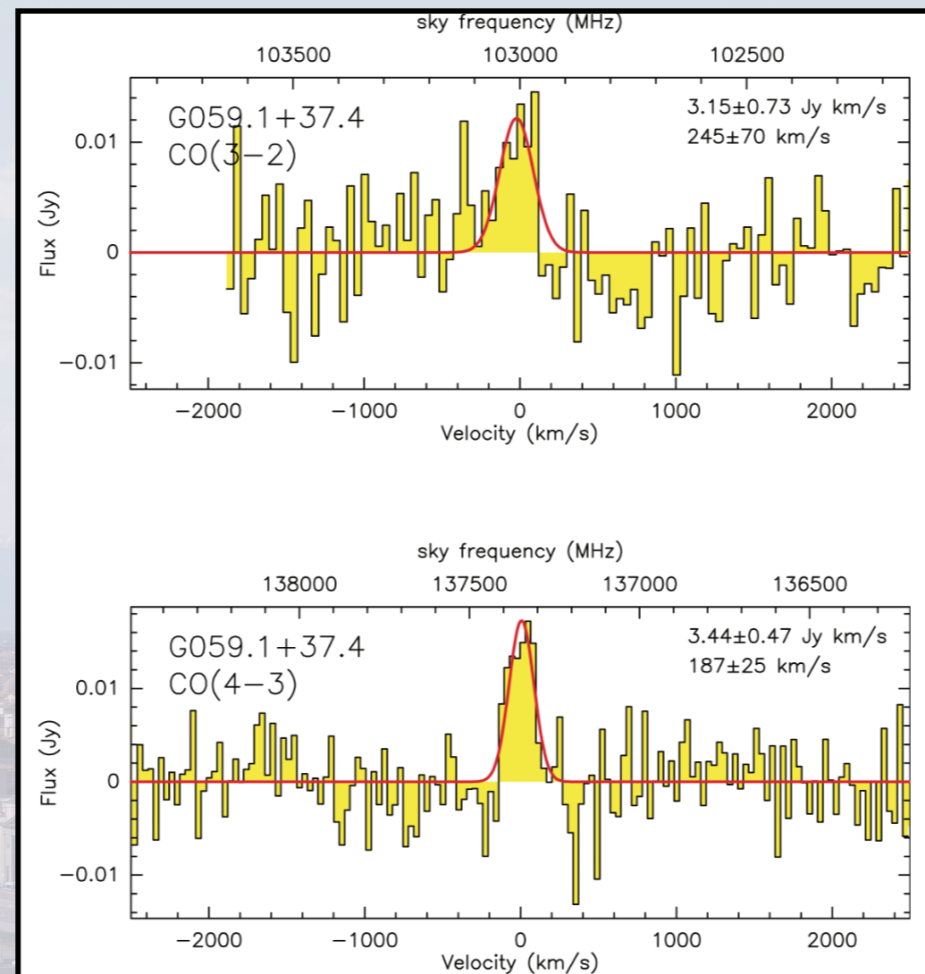 sky frequency (MHz)
103500 103000 102500
G059.1+37.4
CO(3−2)
3.15±0.73 Jy km/s
245±70 km/s
Flux (Jy)
0.01
0
−0.01
−2000 −1000 0 1000 2000
Velocity (km/s)
sky frequency (MHz)
138000 137500 137000 136500
G059.1+37.4
CO(4−3)
3.44±0.47 Jy km/s
187±25 km/s
Flux (Jy)
0.01
0
−0.01
−2000 −1000 0 1000 2000
Velocity (km/s)